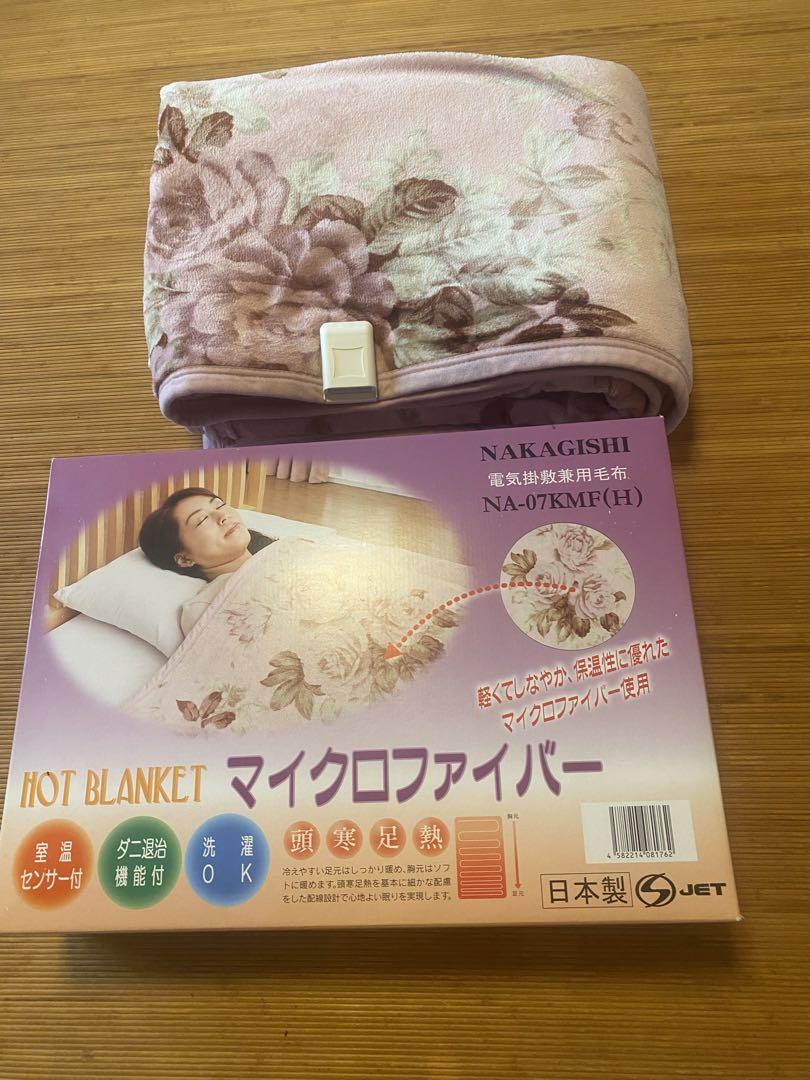 NAKAGISHI
電気掛敷兼用毛布
NA-07KMF(H)
軽くてしなやか、保温性に優れた
マイクロファイバー使用
HOT BLANKET マイクロファイバー
室温
センサー付
ダニ退治
機能付
洗濯
OK
頭寒足熱
冷えやすい足元はしっかり暖め、胸元はソフ
トに暖めます。頭寒足熱を基本に細かな配慮
をした配線設計で心地よい眠りを実現します。
胸元
足元
4 582214 081762
日本製
JET